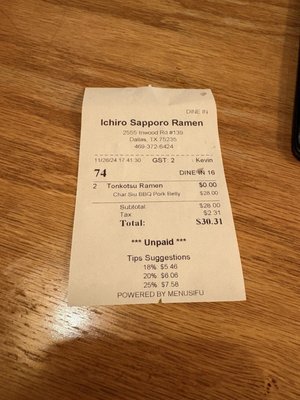 DINE IN
Ichiro Sapporo Ramen
2555 Inwood Rd #139
Dallas, TX 75235
469-372-6424
11/26/24 17:41:30 GST: 2 Kevin
74 DINE IN 16
2 Tonkotsu Ramen $0.00
Char Siu BBQ Pork Belly $28.00
Subtotal: $28.00
Tax: $2.31
Total: $30.31
*** Unpaid ***
Tips Suggestions
18% $5.46
20% $6.06
25% $7.58
POWERED BY MENUSIFU